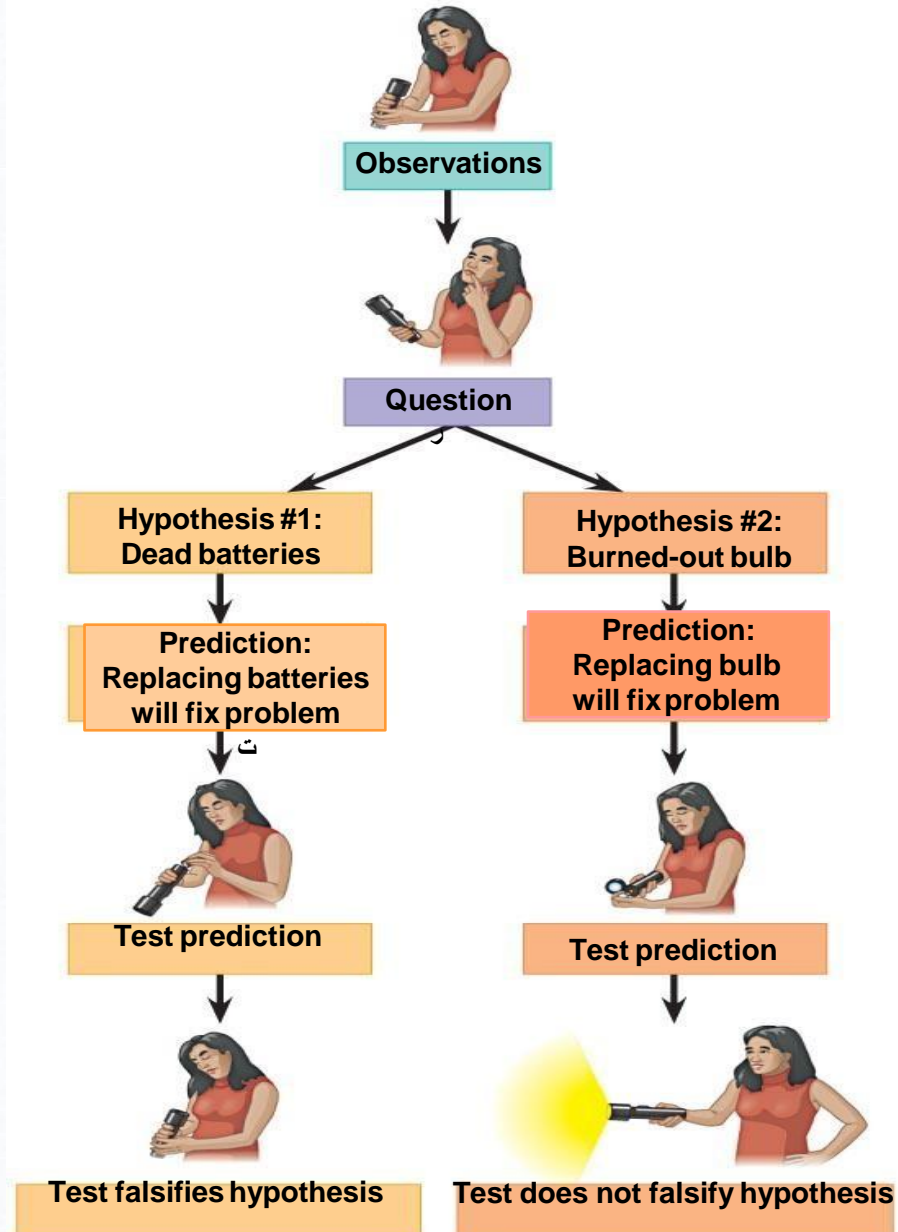 Observations
Question
ر
Hypothesis #1:
Dead batteries
Hypothesis #2:
Burned-out bulb
Prediction:
Replacing batteries
will fix problem
ت
Prediction:
Replacing bulb
will fix problem
Test prediction
Test prediction
Test falsifies hypothesis
Test does not falsify hypothesis